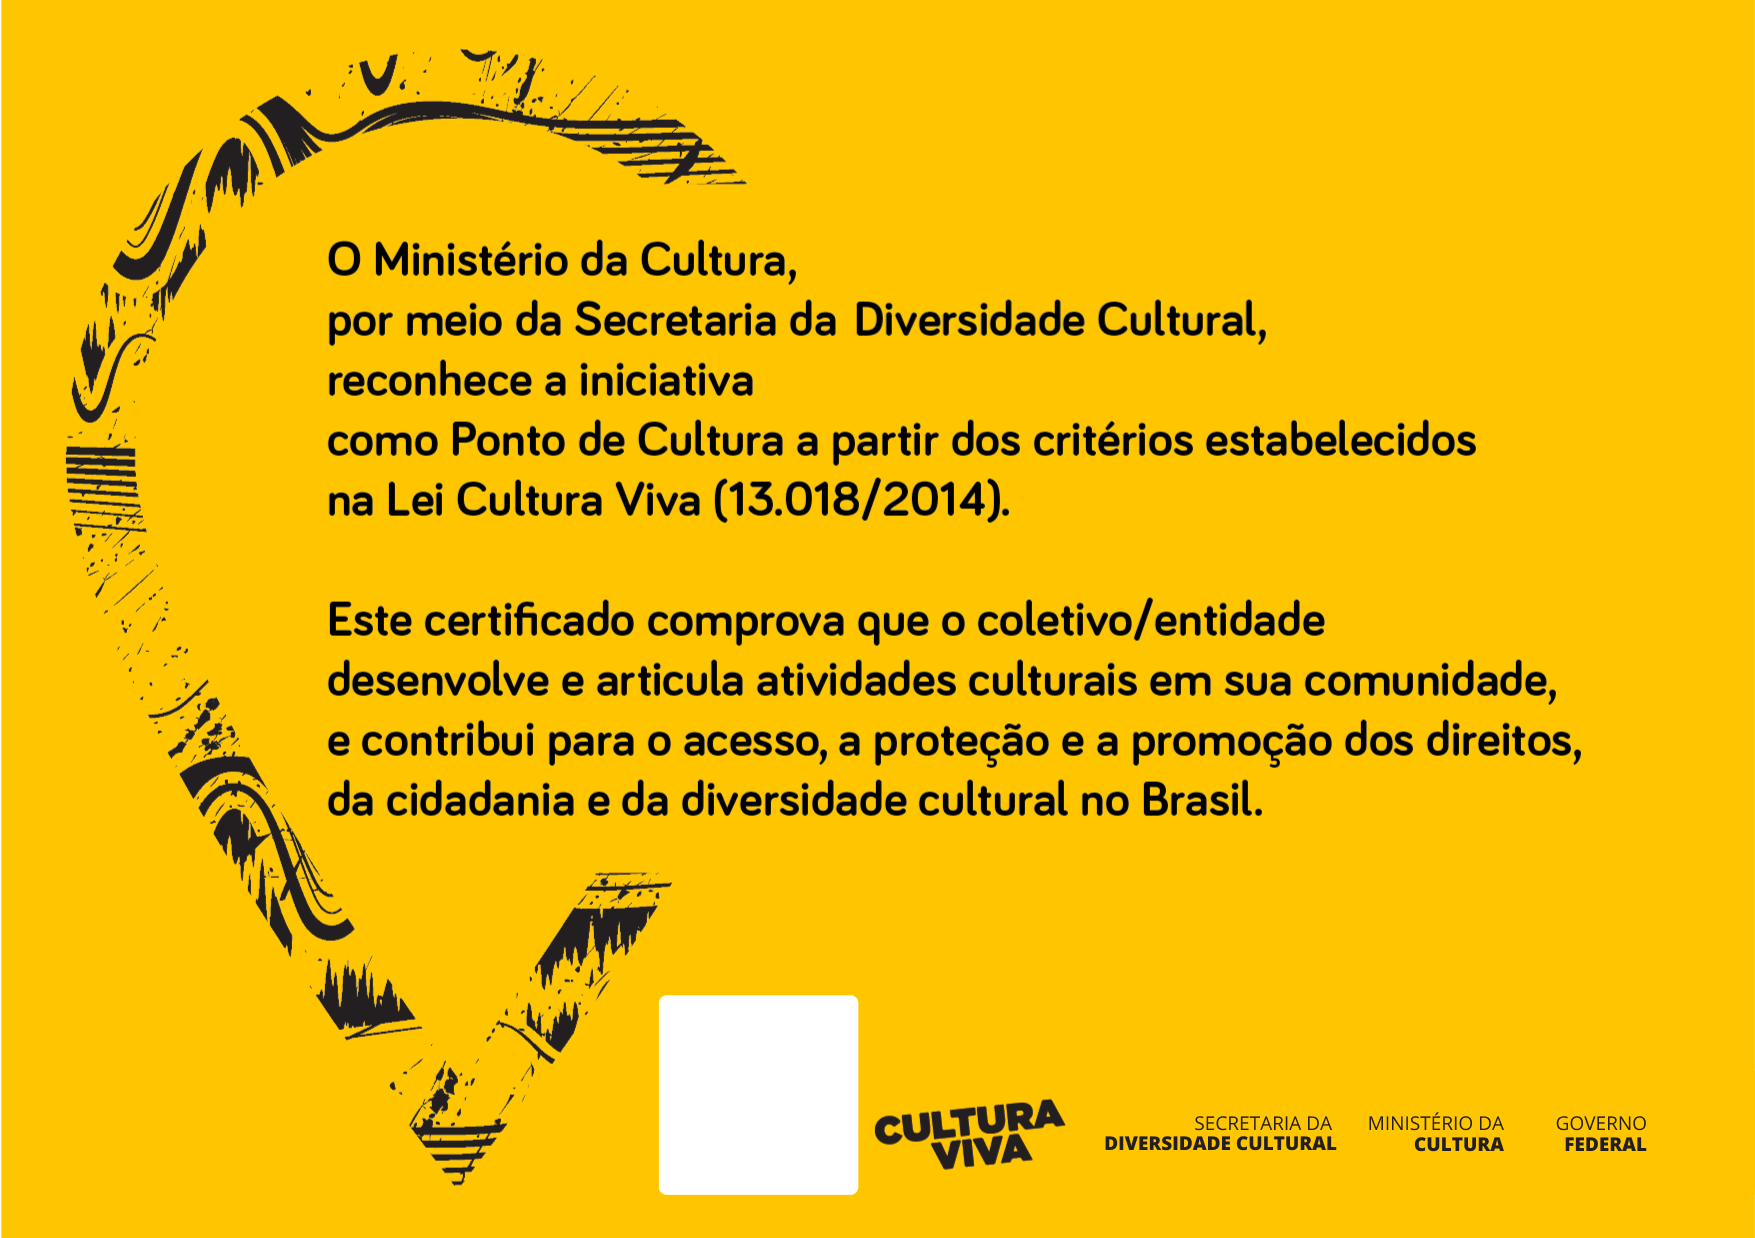 O Ministério da Cultura,
por meio da Secretaria da Diversidade Cultural,
reconhece a iniciativa
como Ponto de Cultura a partir dos critérios estabelecidos
na Lei Cultura Viva (13.018/2014).
Este certificado comprova que o coletivo/entidade
desenvolve e articula atividades culturais em sua comunidade,
e contribui para o acesso, a proteção e a promoção dos direitos,
da cidadania e da diversidade cultural no Brasil.
CULTURA
VIVA
SECRETARIA DA
DIVERSIDADE CULTURAL
MINISTÉRIO DA
CULTURA
GOVERNO
FEDERAL